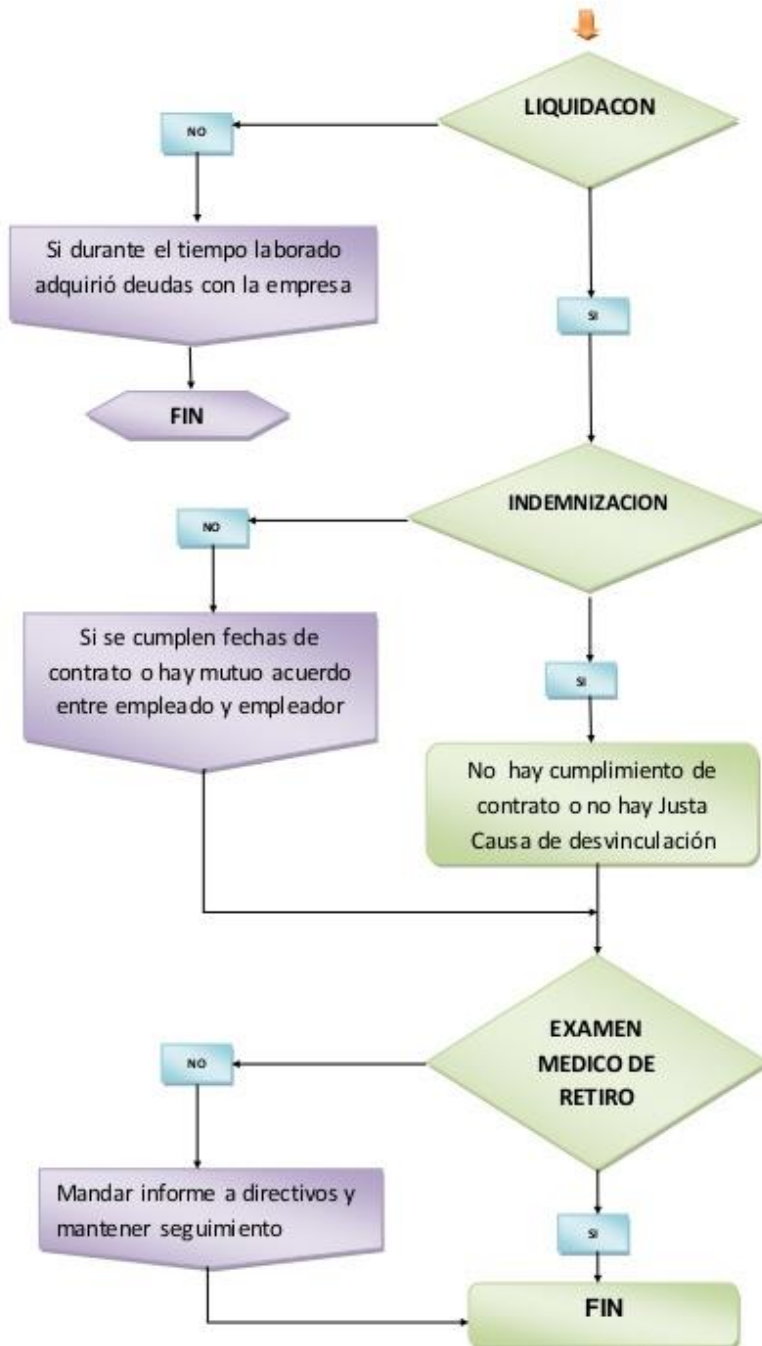 LIQUIDACON
NO
Si durante el tiempo laborado
adquirió deudas con la empresa
FIN
SI
INDEMNIZACION
NO
Si se cumplen fechas de
contrato o hay mutuo acuerdo
entre empleado y empleador
SI
No hay cumplimiento de
contrato o no hay Justa
Causa de desvinculación
EXAMEN
MEDICO DE
RETIRO
NO
Mandar informe a directivos y
mantener seguimiento
SI
FIN